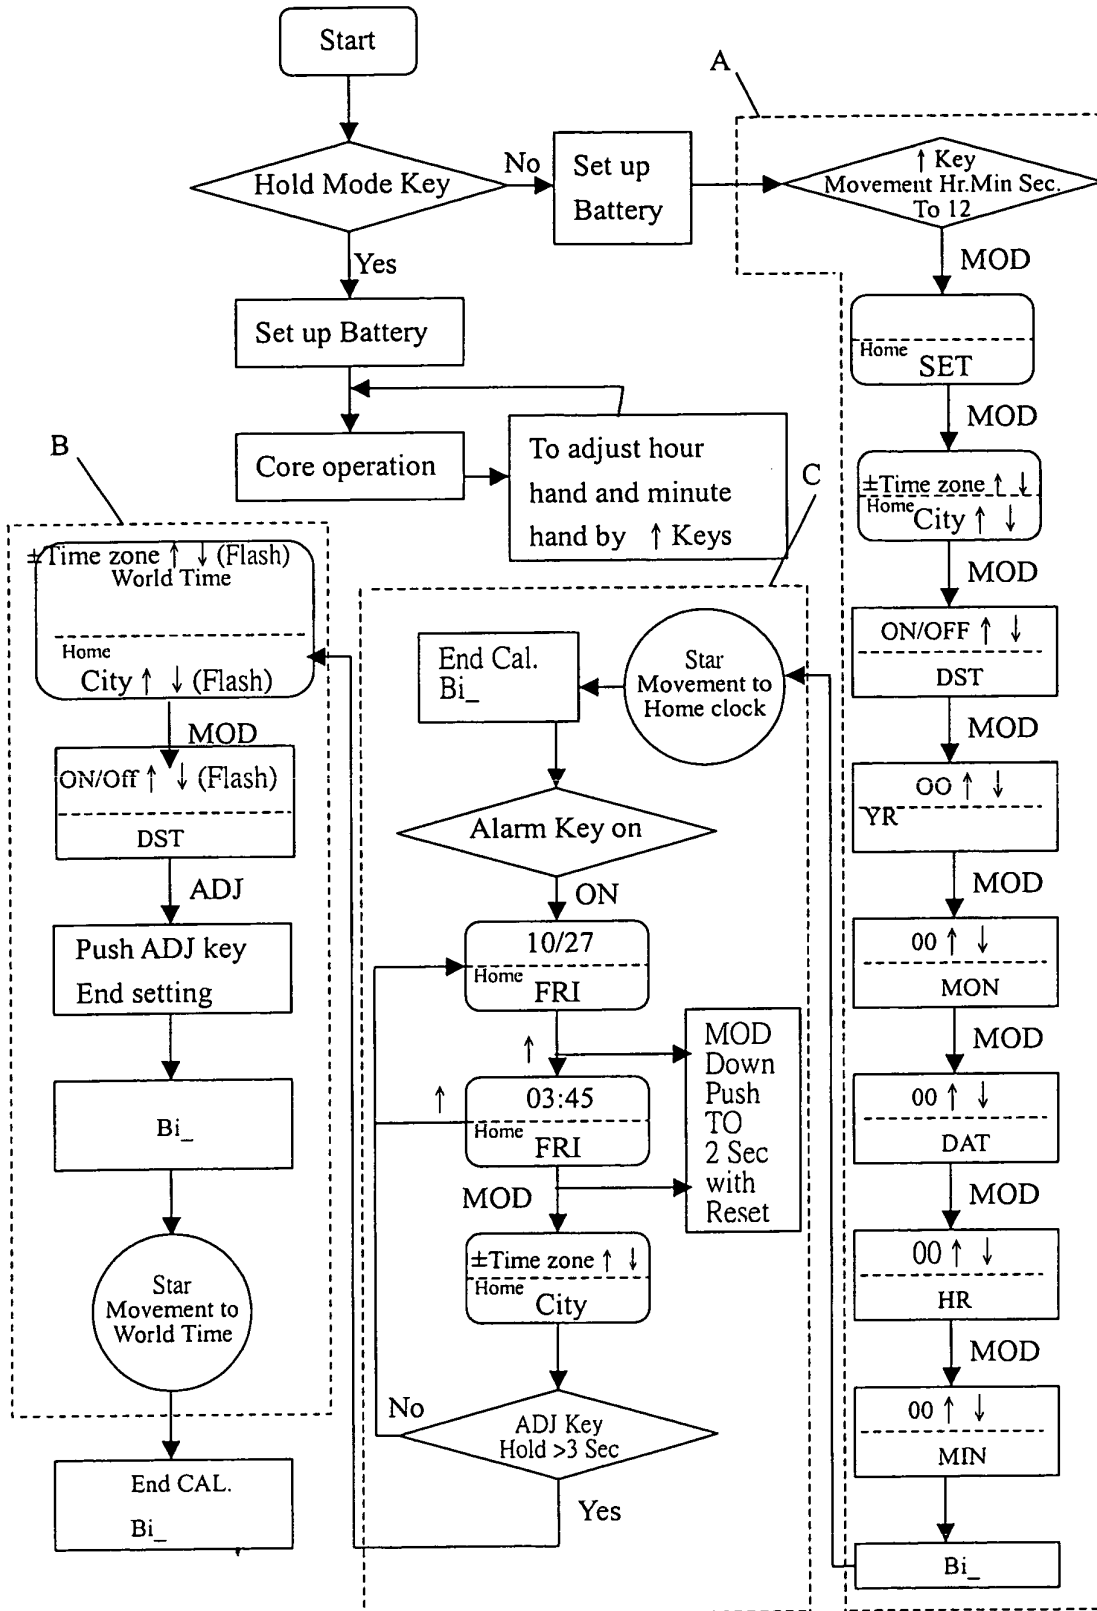 Start
A
Hold Mode Key
No
Set up
Battery
↑ Key
Movement Hr.Min Sec.
To 12
MOD
Yes
Set up Battery
Home
SET
MOD
Core operation
To adjust hour
hand and minute
hand by ↑ Keys
±Time zone ↑ ↓
Home
City ↑ ↓
MOD
B
±Time zone ↑ ↓ (Flash)
World Time
Home
City ↑ ↓ (Flash)
MOD
ON/Off ↑ ↓ (Flash)
DST
ADJ
Push ADJ key
End setting
Bi_
Star
Movement to
World Time
End CAL.
Bi_
C
End Cal.
Bi_
Star
Movement to
Home clock
Alarm Key on
ON
10/27
Home
FRI
↑
MOD
Down
Push
TO
2 Sec
with
Reset
↑
03:45
Home
FRI
MOD
±Time zone ↑ ↓
Home
City
No
ADJ Key
Hold >3 Sec
Yes
ON/OFF ↑ ↓
DST
MOD
OO ↑ ↓
YR
MOD
00 ↑ ↓
MON
MOD
00 ↑ ↓
DAT
MOD
00 ↑ ↓
HR
MOD
00 ↑ ↓
MIN
Bi_